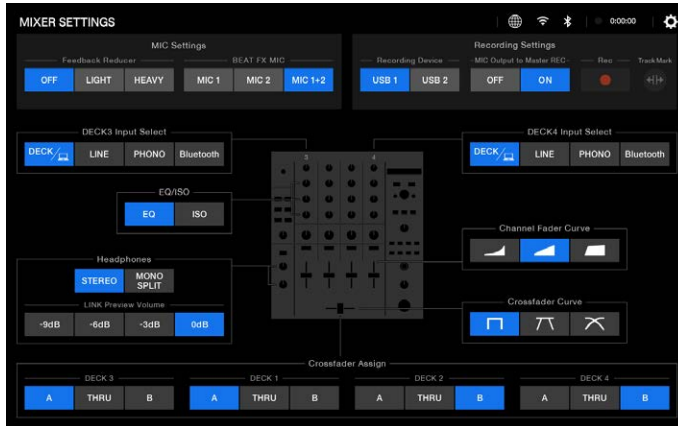 MIXER SETTINGS
0:00:00
MIC Settings
Feedback Reducer
BEAT FX MIC
OFF LIGHT HEAVY MIC 1 MIC 2 MIC 1+2
Recording Settings
Recording Device MIC Output to Master REC Rec Track Mark
USB 1 USB 2 OFF ON
DECK3 Input Select
DECK/ LINE PHONO Bluetooth
3 4
DECK4 Input Select
DECK/ LINE PHONO Bluetooth
EQ/ISO
EQ ISO
Channel Fader Curve
Headphones
STEREO MONO SPLIT
LINK Preview Volume
-9dB -6dB -3dB 0dB
Crossfader Curve
Crossfader Assign
DECK 3 DECK 1 DECK 2 DECK 4
A THRU B A THRU B A THRU B A THRU B